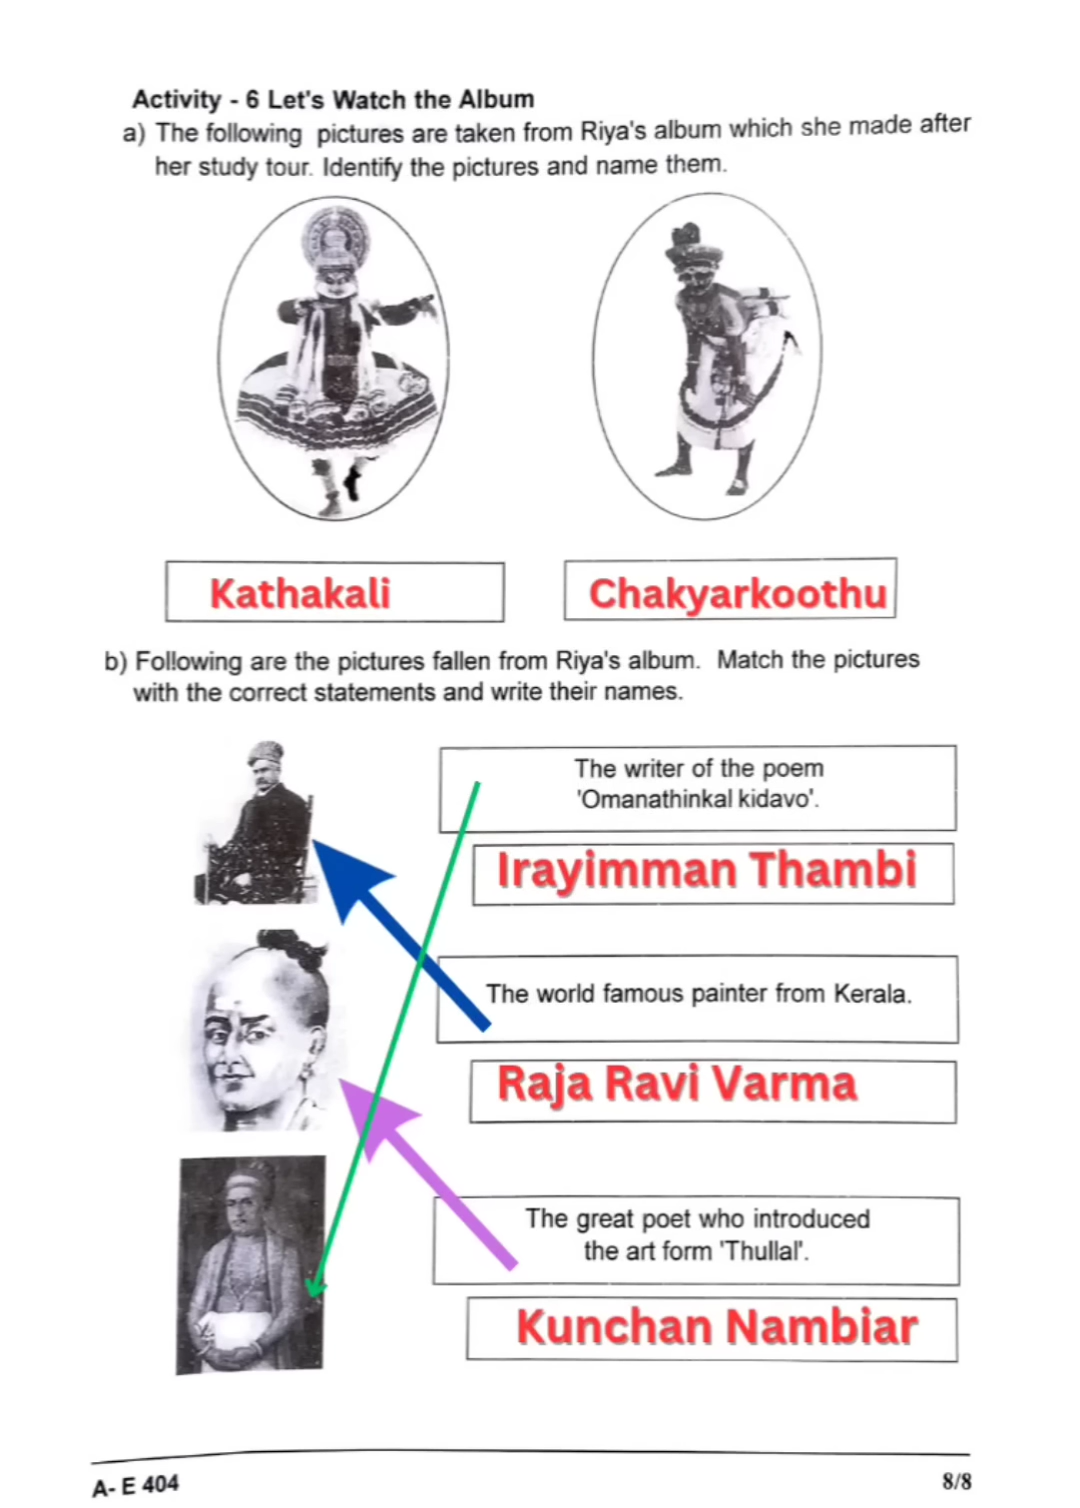 Activity - 6 Let's Watch the Album
a) The following pictures are taken from Riya's album which she made after
her study tour. Identify the pictures and name them.
Kathakali
Chakyarkoothu
b) Following are the pictures fallen from Riya's album. Match the pictures
with the correct statements and write their names.
The writer of the poem
'Omanathinkal kidavo'.
Irayimman Thambi
The world famous painter from Kerala.
Raja Ravi Varma
The great poet who introduced
the art form 'Thullal'.
Kunchan Nambiar
A- E 404
8/8